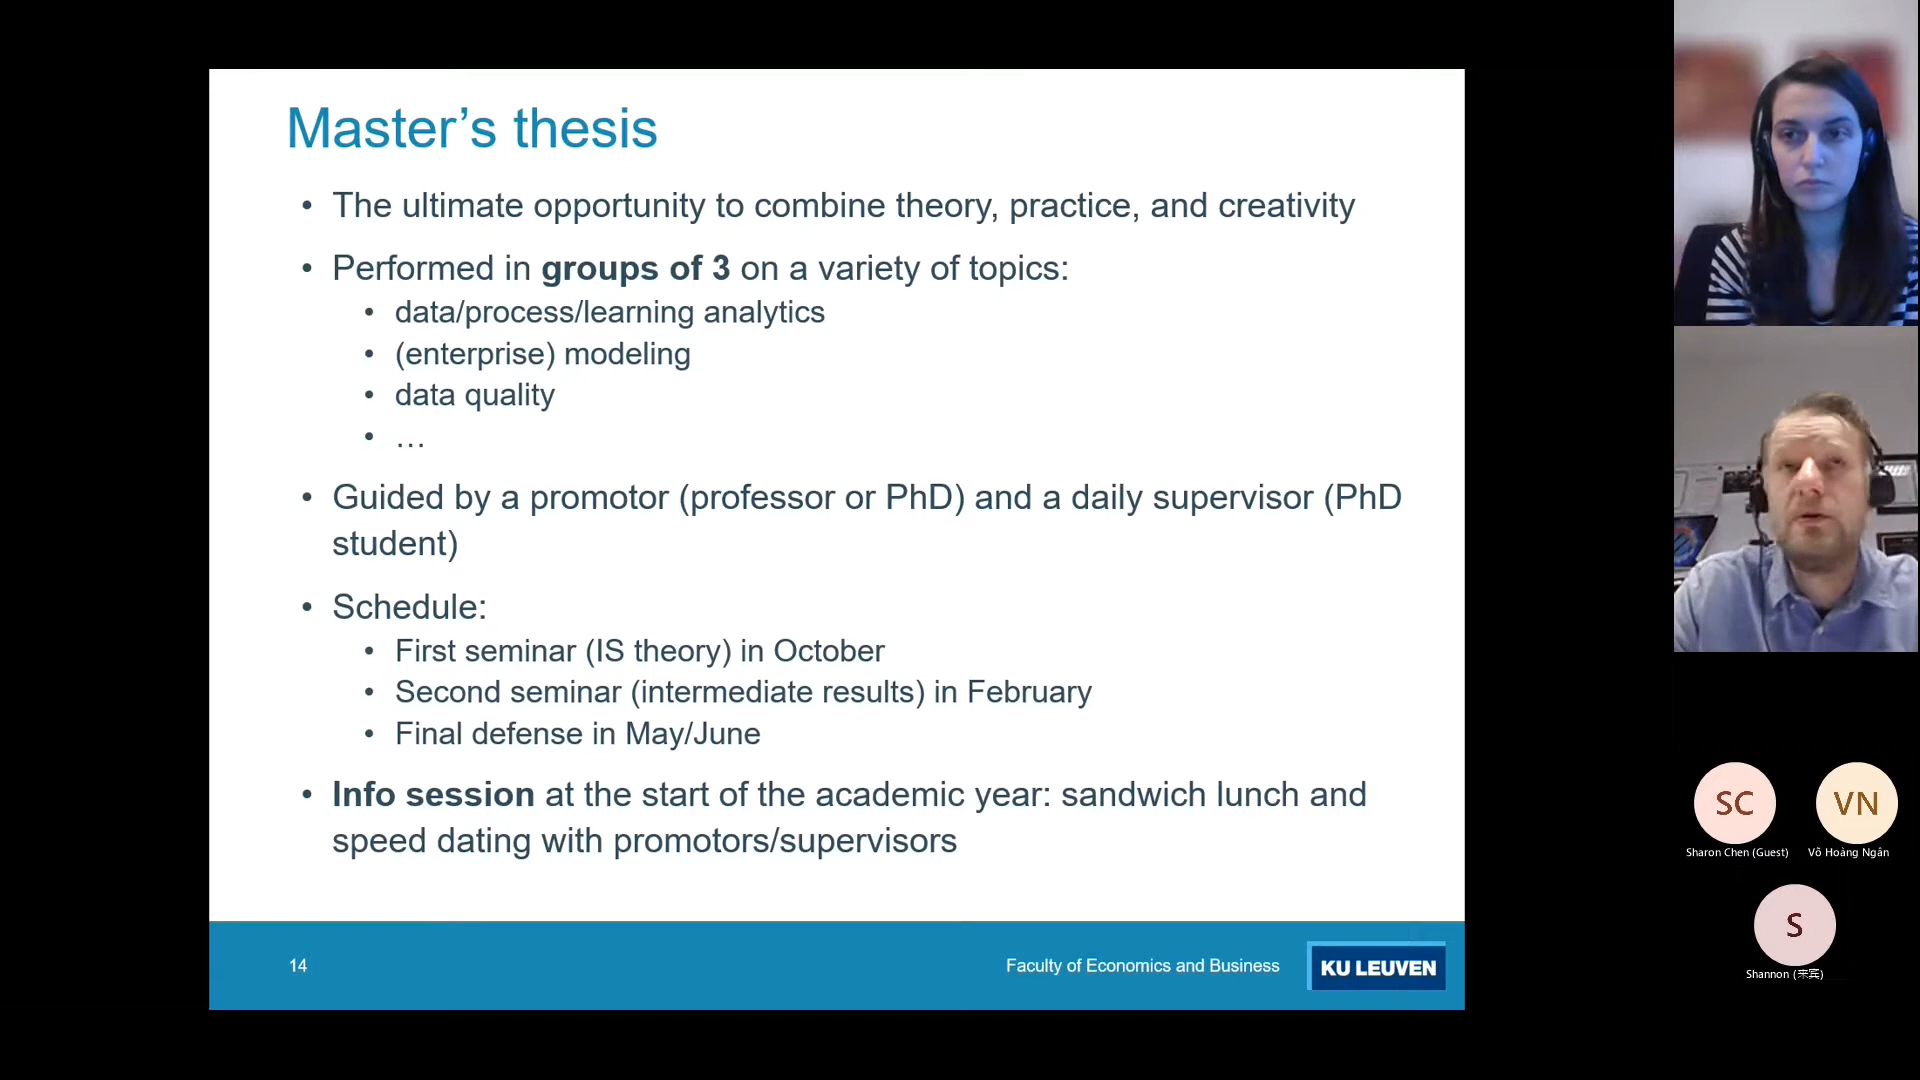 Master’s thesis
• The ultimate opportunity to combine theory, practice, and creativity
• Performed in groups of 3 on a variety of topics:
• data/process/learning analytics
• (enterprise) modeling
• data quality
• …
• Guided by a promotor (professor or PhD) and a daily supervisor (PhD
student)
• Schedule:
• First seminar (IS theory) in October
• Second seminar (intermediate results) in February
• Final defense in May/June
• Info session at the start of the academic year: sandwich lunch and
speed dating with promotors/supervisors
14
Faculty of Economics and Business
KU LEUVEN
SC
VN
Sharon Chen (Guest)
Võ Hoàng Ngân
S
Shannon (来宾)